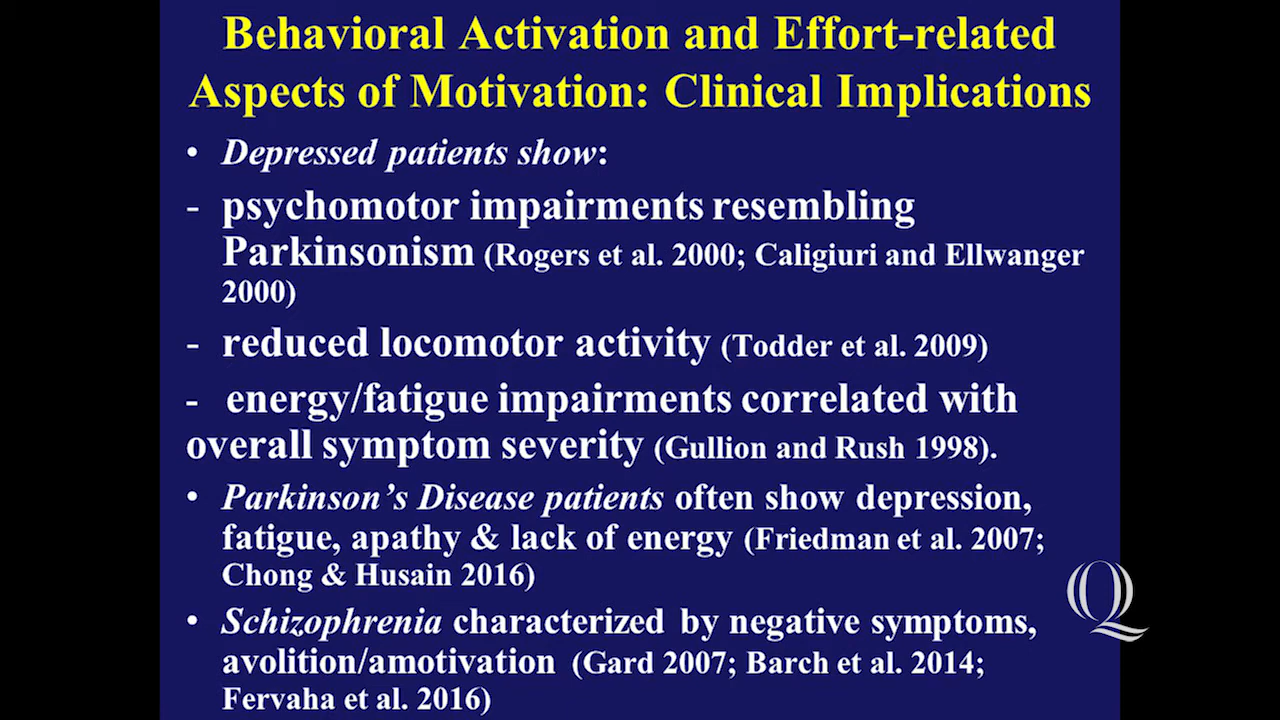 Behavioral Activation and Effort-related
Aspects of Motivation: Clinical Implications
• Depressed patients show:
- psychomotor impairments resembling
Parkinsonism (Rogers et al. 2000; Caligiuri and Ellwanger
2000)
- reduced locomotor activity (Todder et al. 2009)
- energy/fatigue impairments correlated with
overall symptom severity (Gullion and Rush 1998).
• Parkinson’s Disease patients often show depression,
fatigue, apathy & lack of energy (Friedman et al. 2007;
Chong & Husain 2016)
• Schizophrenia characterized by negative symptoms,
avolition/amotivation (Gard 2007; Barch et al. 2014;
Fervaha et al. 2016)
Q